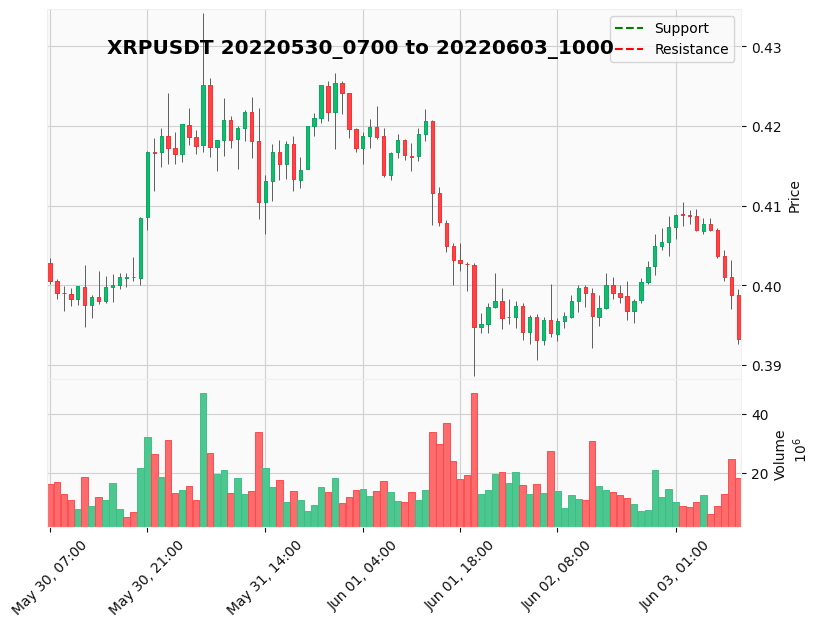 XRPUSDT 20220530_0700 to 20220603_1000
Support
Resistance
0.43
0.42
0.41
0.40
0.39
Price
40
20
Volume
10^6
May 30, 07:00
May 30, 21:00
May 31, 14:00
Jun 01, 04:00
Jun 01, 18:00
Jun 02, 08:00
Jun 03, 01:00